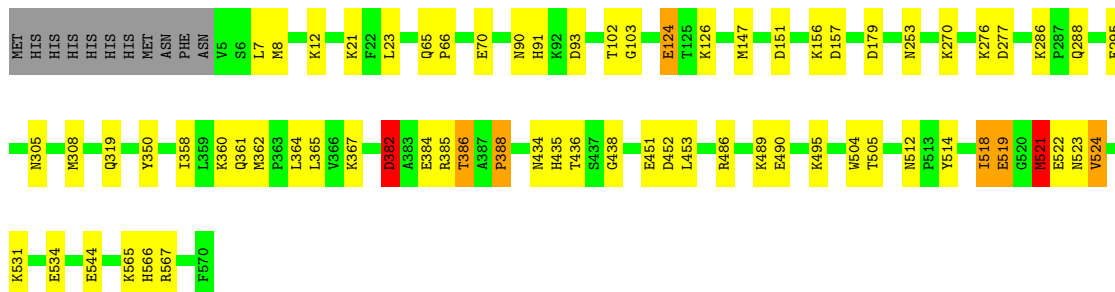 MET HIS HIS HIS HIS HIS HIS MET ASN PHE ASN V5 S6 L7 M8 K12 K21 F22 L23 Q65 P66 E70 N90 H91 K92 D93 T102 G103 E124 T125 K126 M147 D151 K156 D157 D179 N253 K270 K276 D277 K286 P287 Q288
N305 M308 Q319 Y350 I358 L359 K360 Q361 M362 P363 L364 L365 V366 K367 D382 A383 E384 R385 T386 A387 P388 N434 H435 T436 S437 G438 E451 D452 L453 R486 K489 E490 K495 W504 T505 N512 P513 Y514 I518 E519 G520 M521 E522 N523 V524
K531 E534 E544 K565 H566 R567 F570